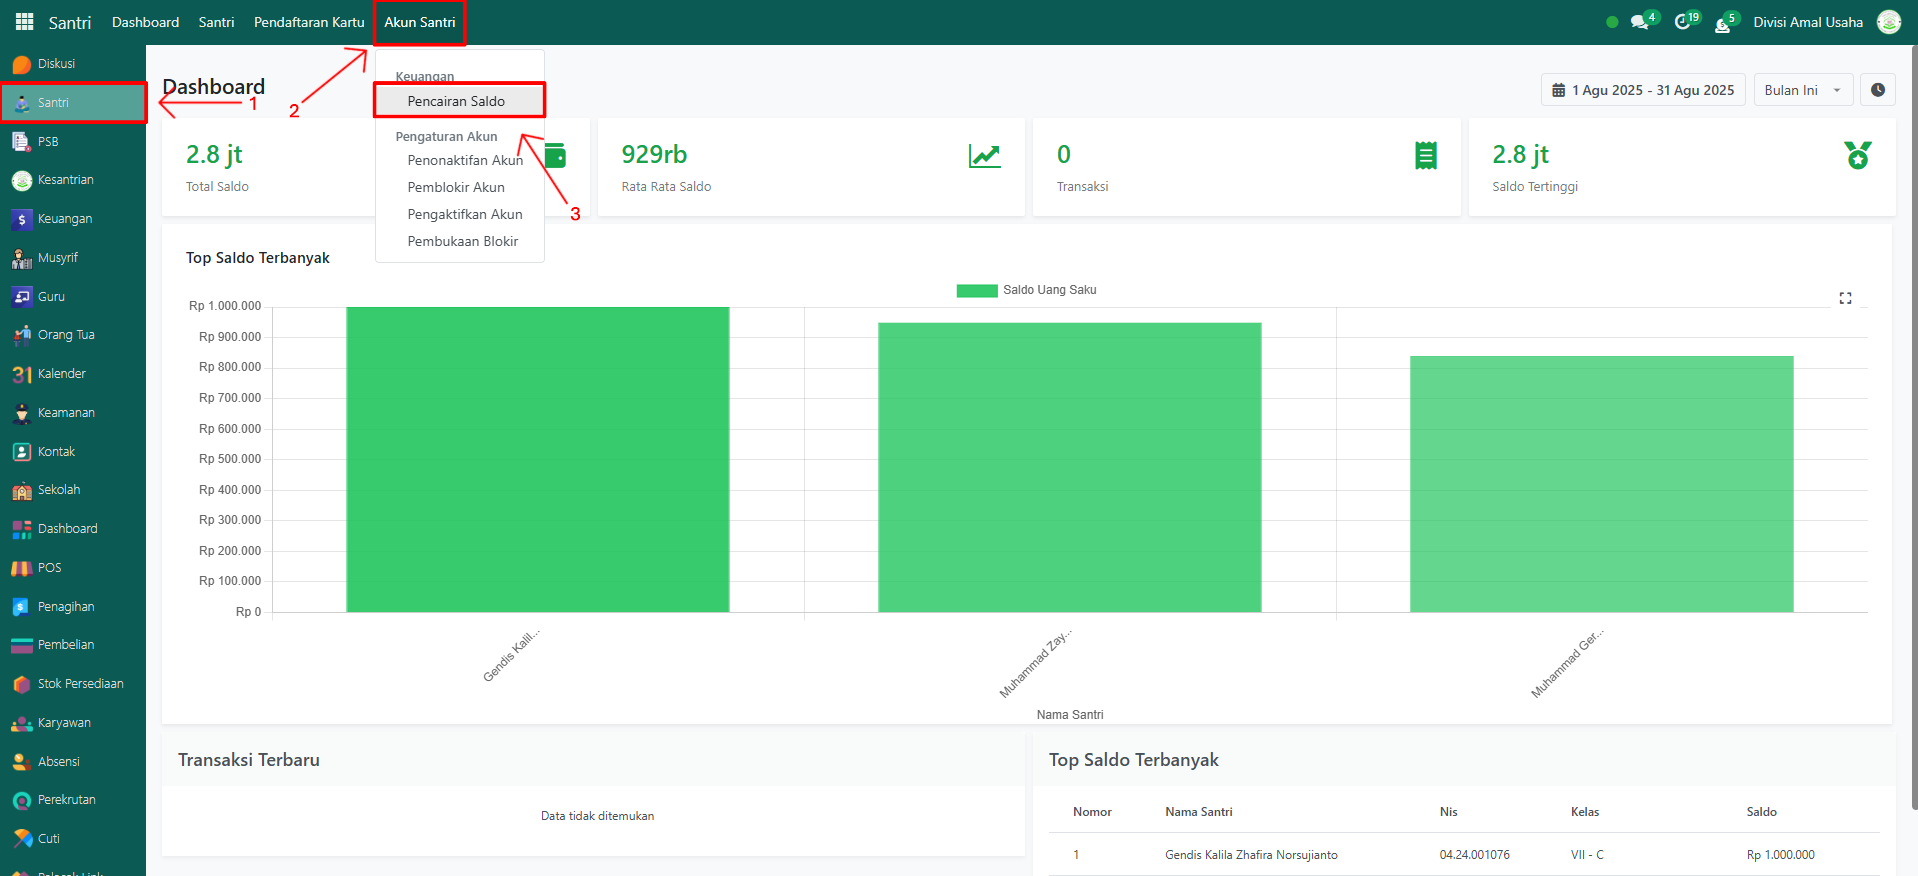 Santri Dashboard Santri Pendaftaran Kartu Akun Santri 4 19 5 Divisi Amal Usaha
Diskusi
Santri
PSB
Kesantrian
Keuangan
Musyrif
Guru
Orang Tua
31 Kalender
Keamanan
Kontak
Sekolah
Dashboard
POS
Penagihan
Pembelian
Stok Persediaan
Karyawan
Absensi
Perekrutan
Cuti
Pelacak Link
1
2
3
Keuangan
Pencairan Saldo
Pengaturan Akun
Penonaktifan Akun
Pemblokir Akun
Pengaktifkan Akun
Pembukaan Blokir
Dashboard
1 Agu 2025 - 31 Agu 2025 Bulan Ini
2.8 jt
Total Saldo
929rb
Rata Rata Saldo
0
Transaksi
2.8 jt
Saldo Tertinggi
Top Saldo Terbanyak
Saldo Uang Saku
Rp 1.000.000
Rp 900.000
Rp 800.000
Rp 700.000
Rp 600.000
Rp 500.000
Rp 400.000
Rp 300.000
Rp 200.000
Rp 100.000
Rp 0
Gendis Kalil...
Muhammad Zay...
Muhammad Ger...
Nama Santri
Transaksi Terbaru
Data tidak ditemukan
Top Saldo Terbanyak
Nomor Nama Santri Nis Kelas Saldo
1 Gendis Kalila Zhafira Norsujianto 04.24.001076 VII - C Rp 1.000.000